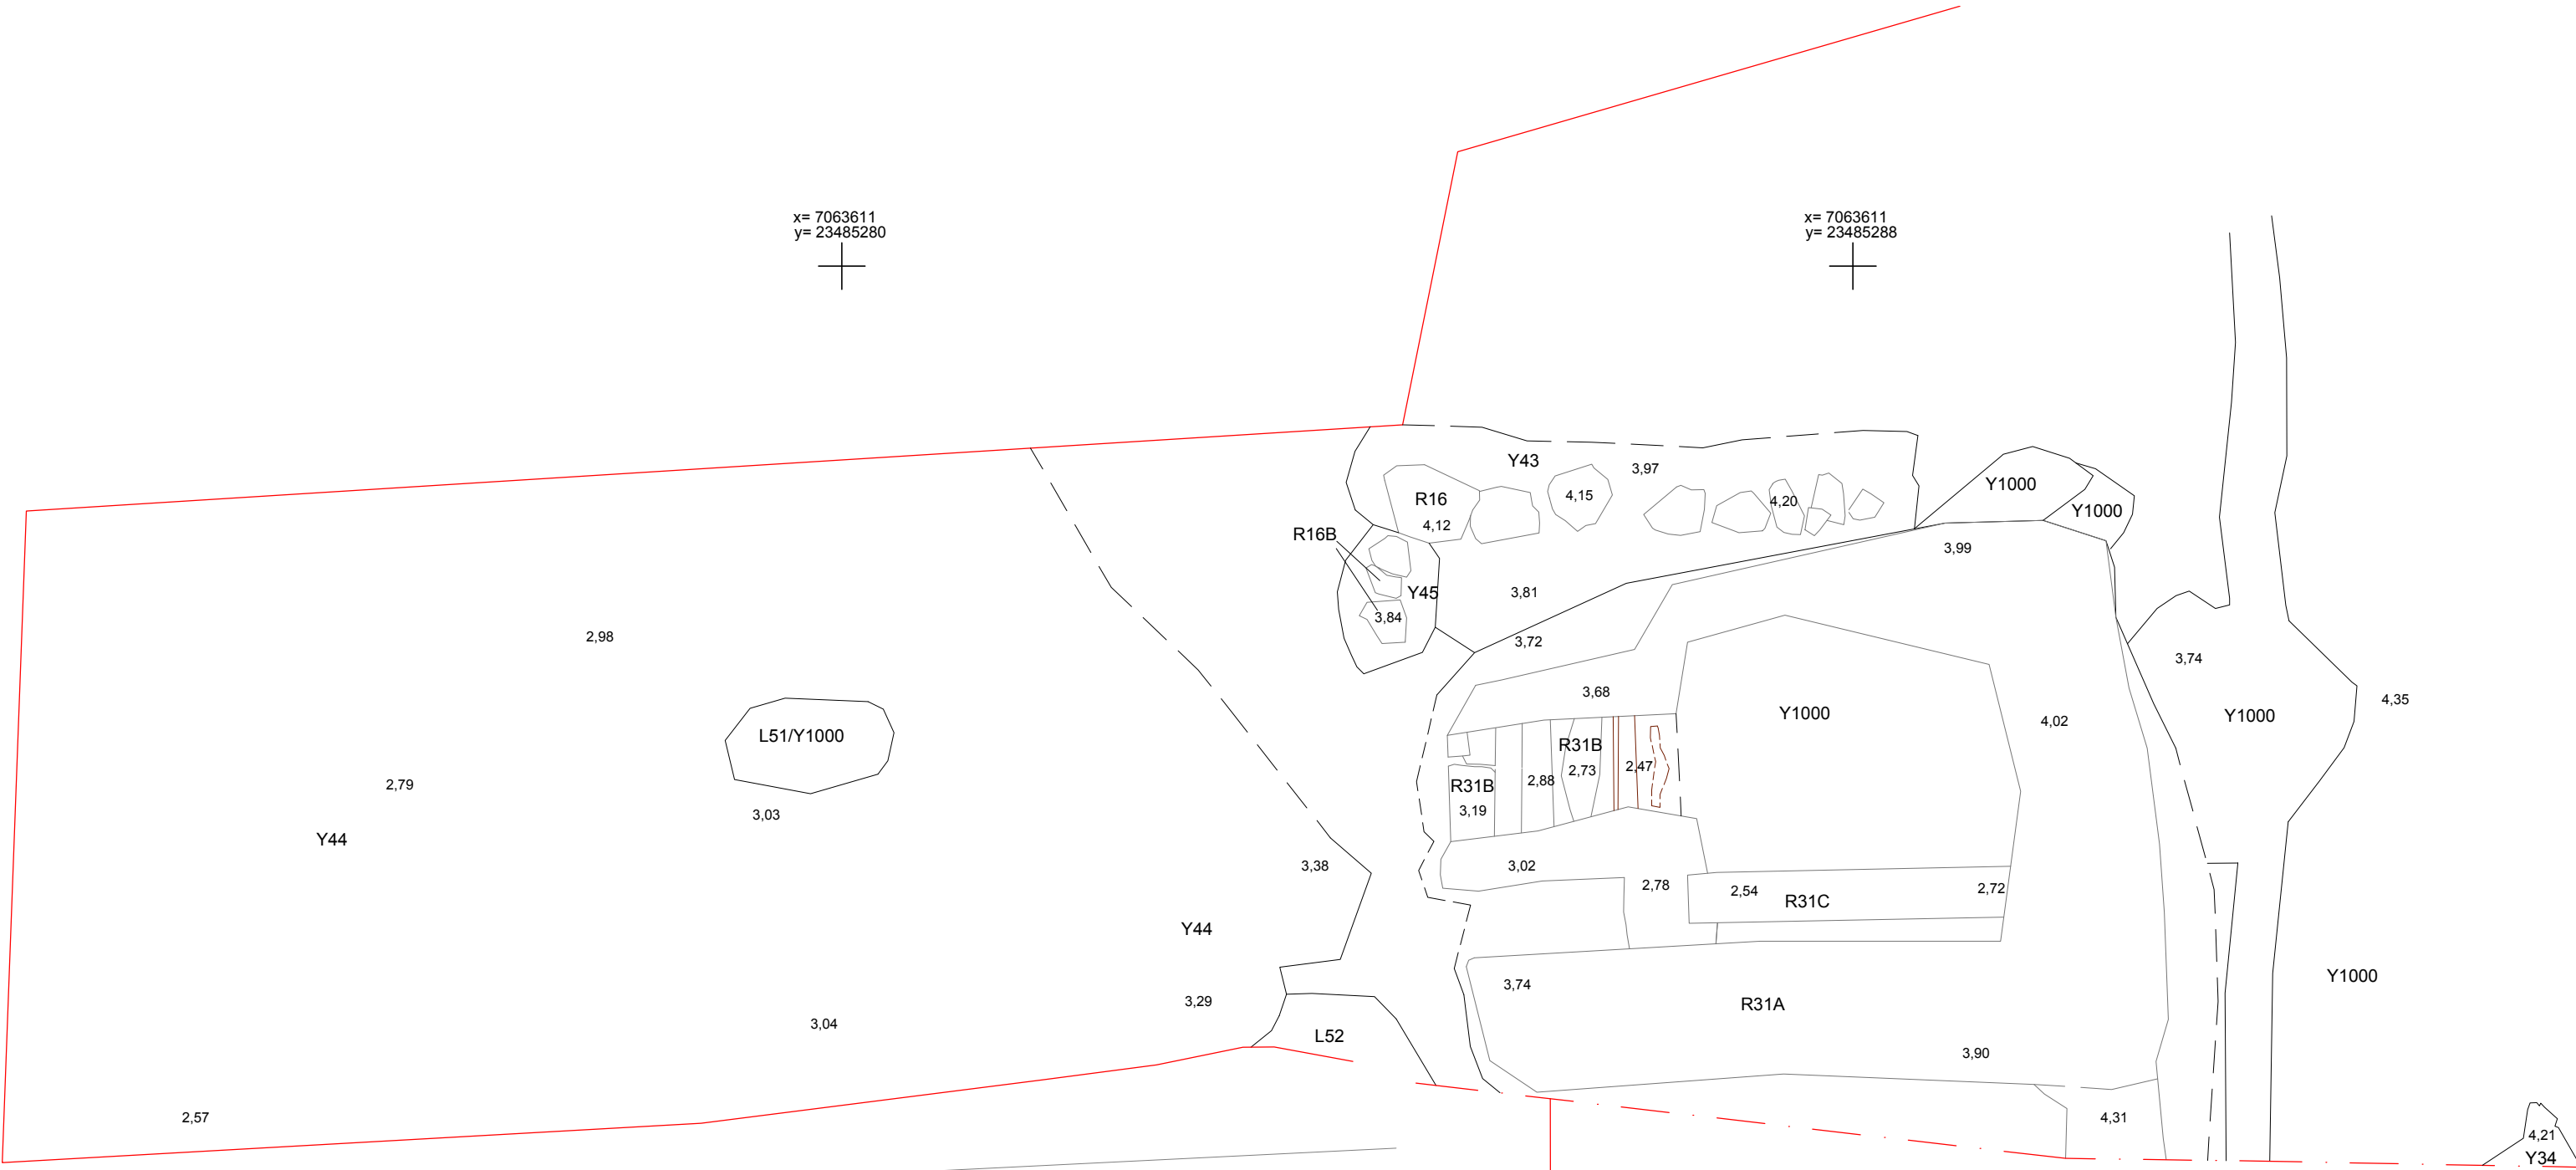 x= 7063611
y= 23485280
x= 7063611
y= 23485288
Y43
3,97
Y1000
Y1000
R16
4,15
4,20
4,12
R16B
3,99
Y45
3,81
3,84
2,98
3,72
3,74
3,68
4,35
Y1000
Y1000
4,02
L51/Y1000
R31B
2,47
2,73
2,88
R31B
2,79
3,19
3,03
Y44
3,38
3,02
2,78
2,54
2,72
R31C
Y44
Y1000
3,74
3,29
R31A
3,04
L52
3,90
2,57
4,31
4,21
Y34